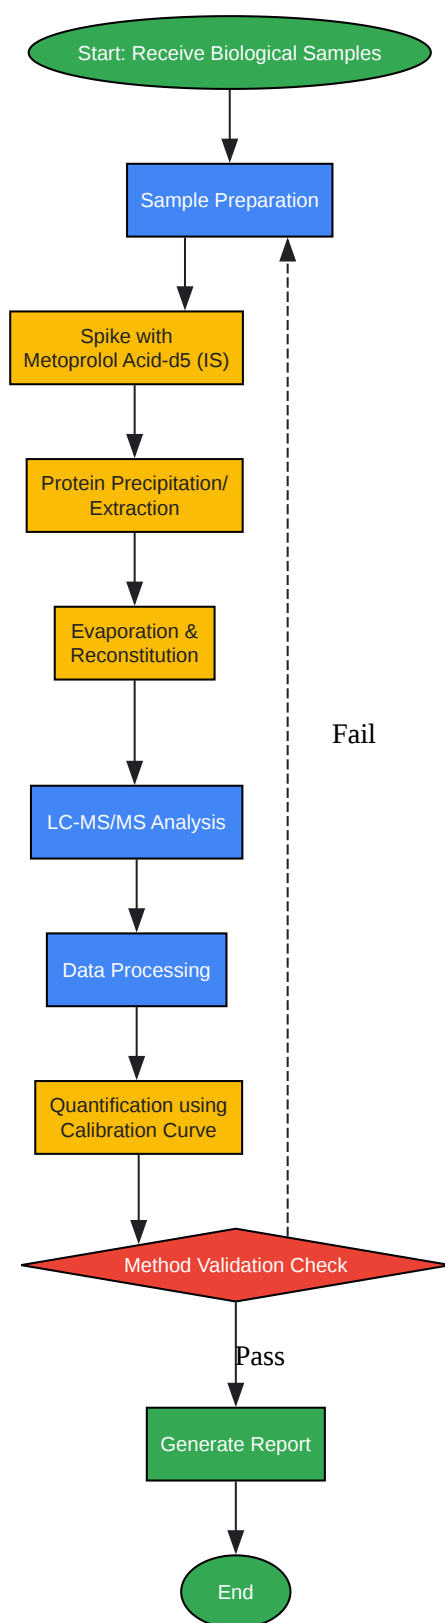 Start: Receive Biological Samples
Sample Preparation
Spike with
Metoprolol Acid-d5 (IS)
Protein Precipitation/
Extraction
Evaporation &
Reconstitution
Fail
LC-MS/MS Analysis
Data Processing
Quantification using
Calibration Curve
Method Validation Check
Pass
Generate Report
End